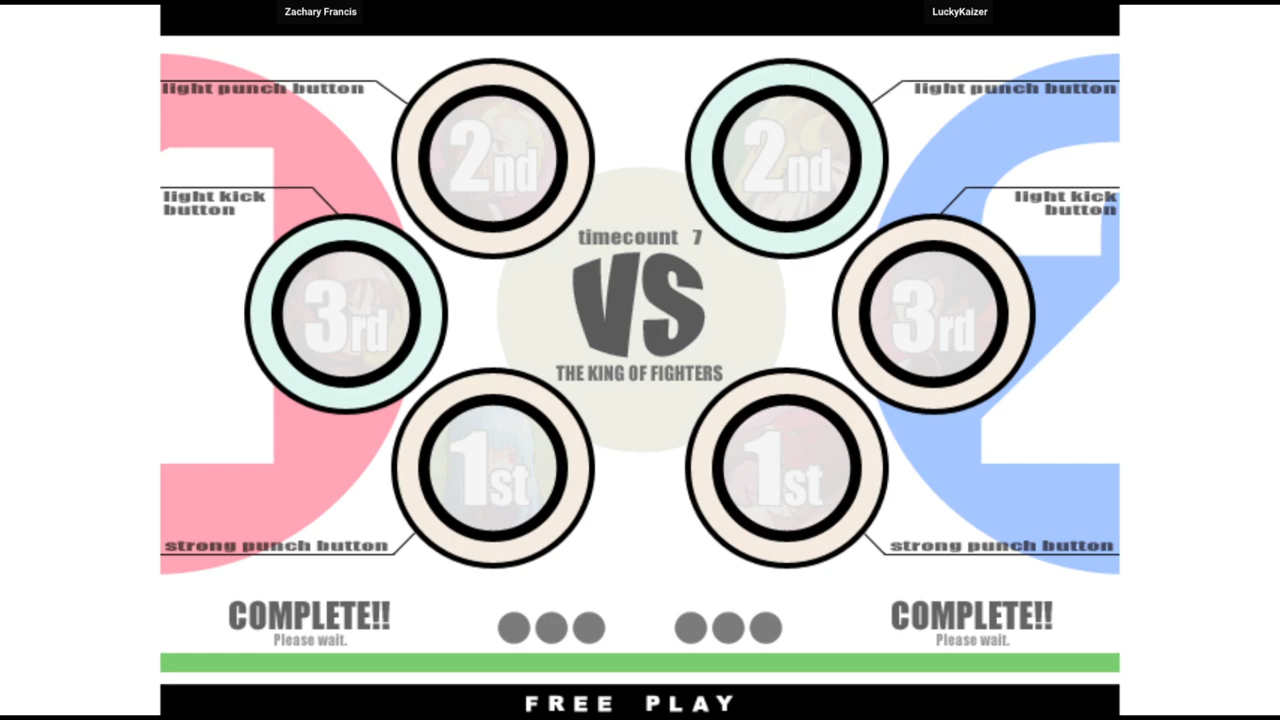 Zachary Francis
LuckyKaizer
light punch button
light punch button
2nd
2nd
light kick
button
light kick
button
timecount 7
VS
THE KING OF FIGHTERS
3rd
3rd
1st
1st
strong punch button
strong punch button
COMPLETE!!
Please wait.
COMPLETE!!
Please wait.
FREE PLAY